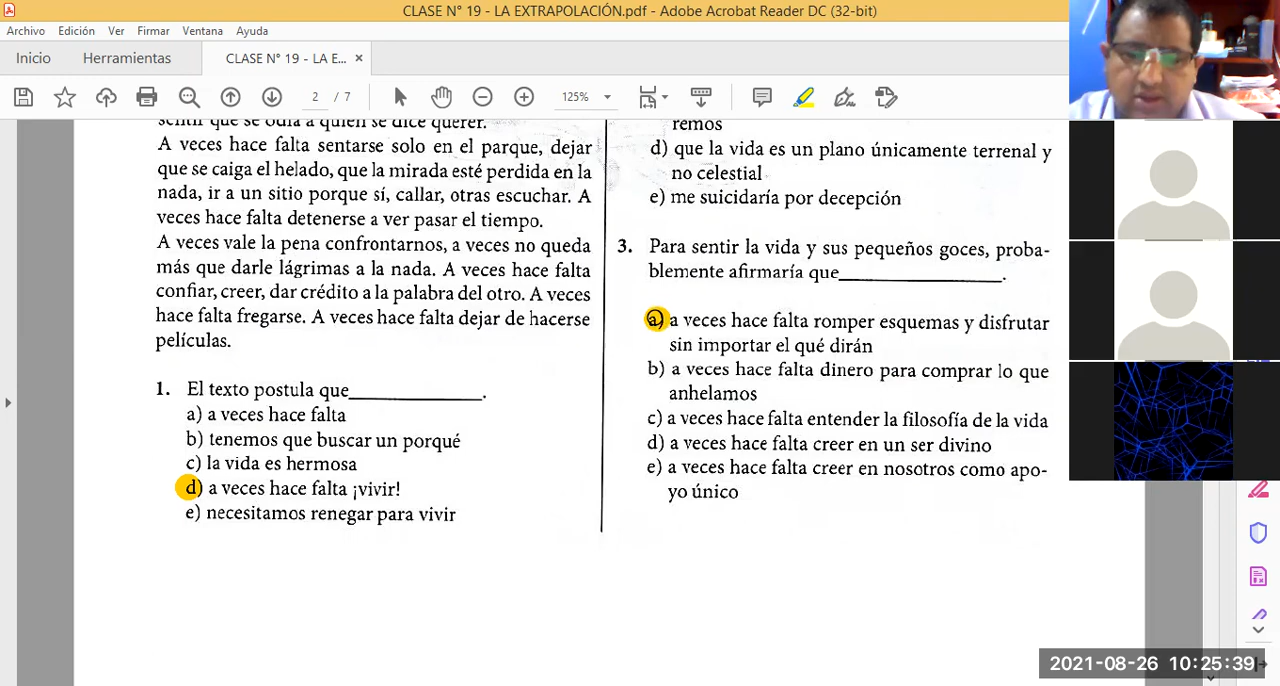 CLASE N° 19 - LA EXTRAPOLACIÓN.pdf - Adobe Acrobat Reader DC (32-bit)
Archivo Edición Ver Firmar Ventana Ayuda
Inicio Herramientas CLASE N° 19 - LA E... ×
2 / 7 125%
sentir que se odia a quien se dice querer.
A veces hace falta sentarse solo en el parque, dejar
que se caiga el helado, que la mirada esté perdida en la
nada, ir a un sitio porque sí, callar, otras escuchar. A
veces hace falta detenerse a ver pasar el tiempo.
A veces vale la pena confrontarnos, a veces no queda
más que darle lágrimas a la nada. A veces hace falta
confiar, creer, dar crédito a la palabra del otro. A veces
hace falta fregarse. A veces hace falta dejar de hacerse
películas.
1. El texto postula que____________.
a) a veces hace falta
b) tenemos que buscar un porqué
c) la vida es hermosa
d) a veces hace falta ¡vivir!
e) necesitamos renegar para vivir
remos
d) que la vida es un plano únicamente terrenal y
no celestial
e) me suicidaría por decepción
3. Para sentir la vida y sus pequeños goces, proba-
blemente afirmaría que______________.
a) a veces hace falta romper esquemas y disfrutar
sin importar el qué dirán
b) a veces hace falta dinero para comprar lo que
anhelamos
c) a veces hace falta entender la filosofía de la vida
d) a veces hace falta creer en un ser divino
e) a veces hace falta creer en nosotros como apo-
yo único
2021-08-26 10:25:39